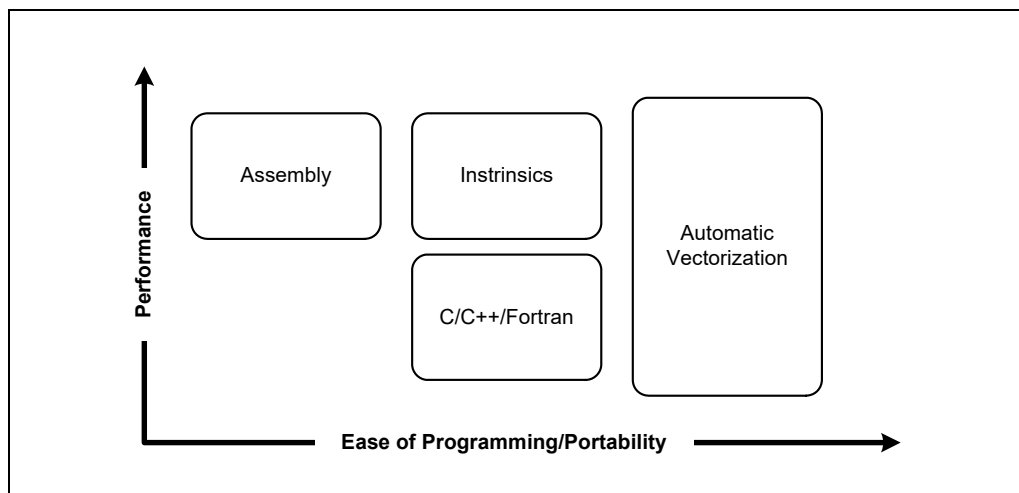 Performance
Assembly
Instrinsics
C/C++/Fortran
Automatic
Vectorization
Ease of Programming/Portability